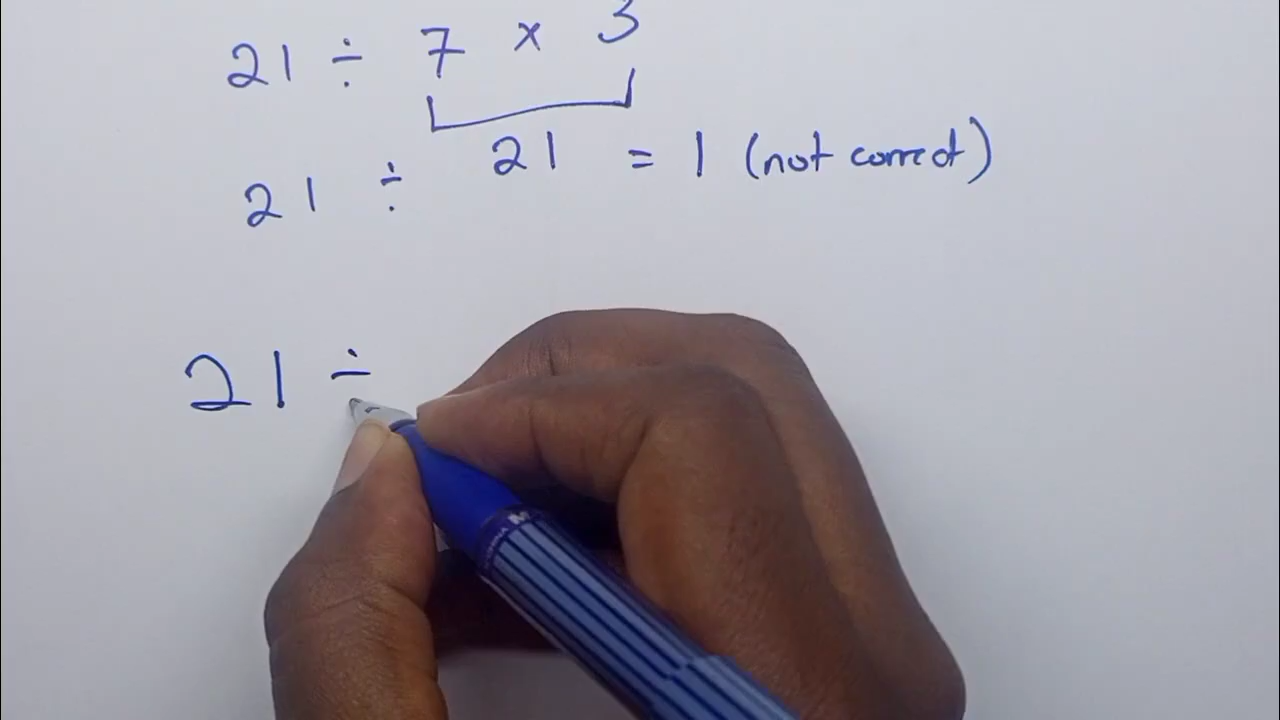 21 ÷ 7 × 3
21 ÷ 21 = 1 (not correct)
21 ÷